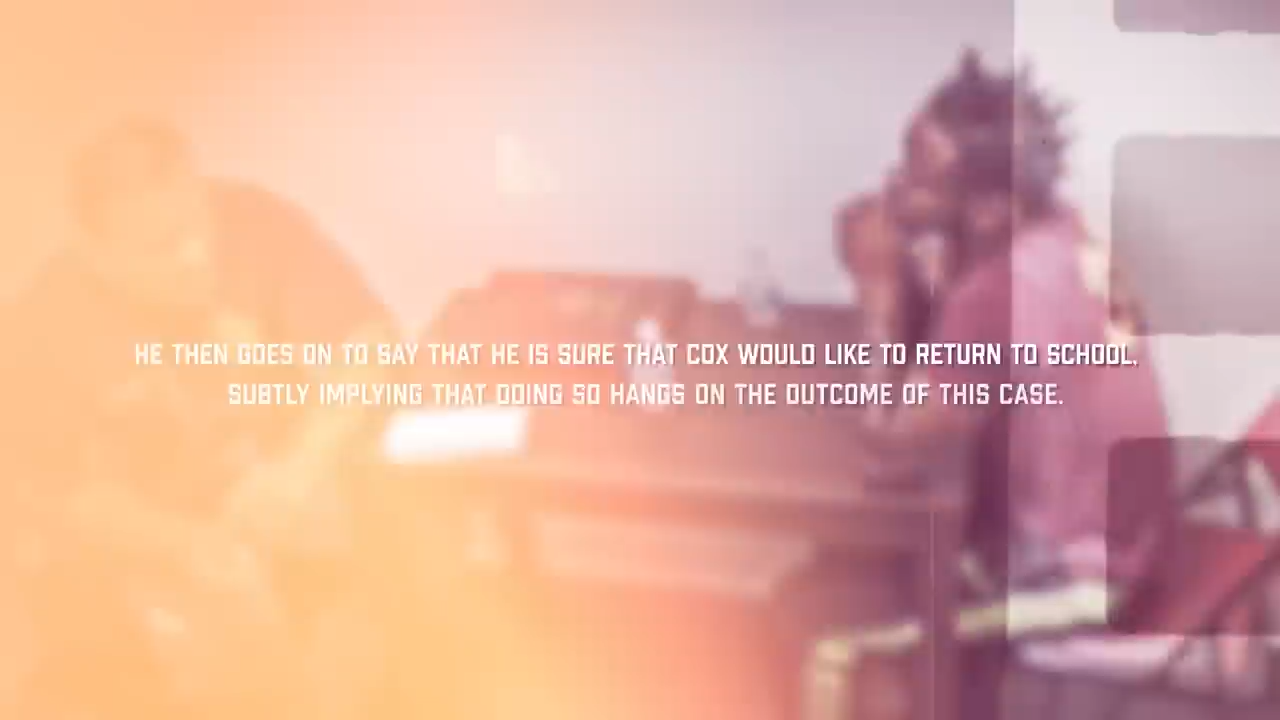 HE THEN GOES ON TO SAY THAT HE IS SURE THAT COX WOULD LIKE TO RETURN TO SCHOOL,
SUBTLY IMPLYING THAT DOING SO HANGS ON THE OUTCOME OF THIS CASE.